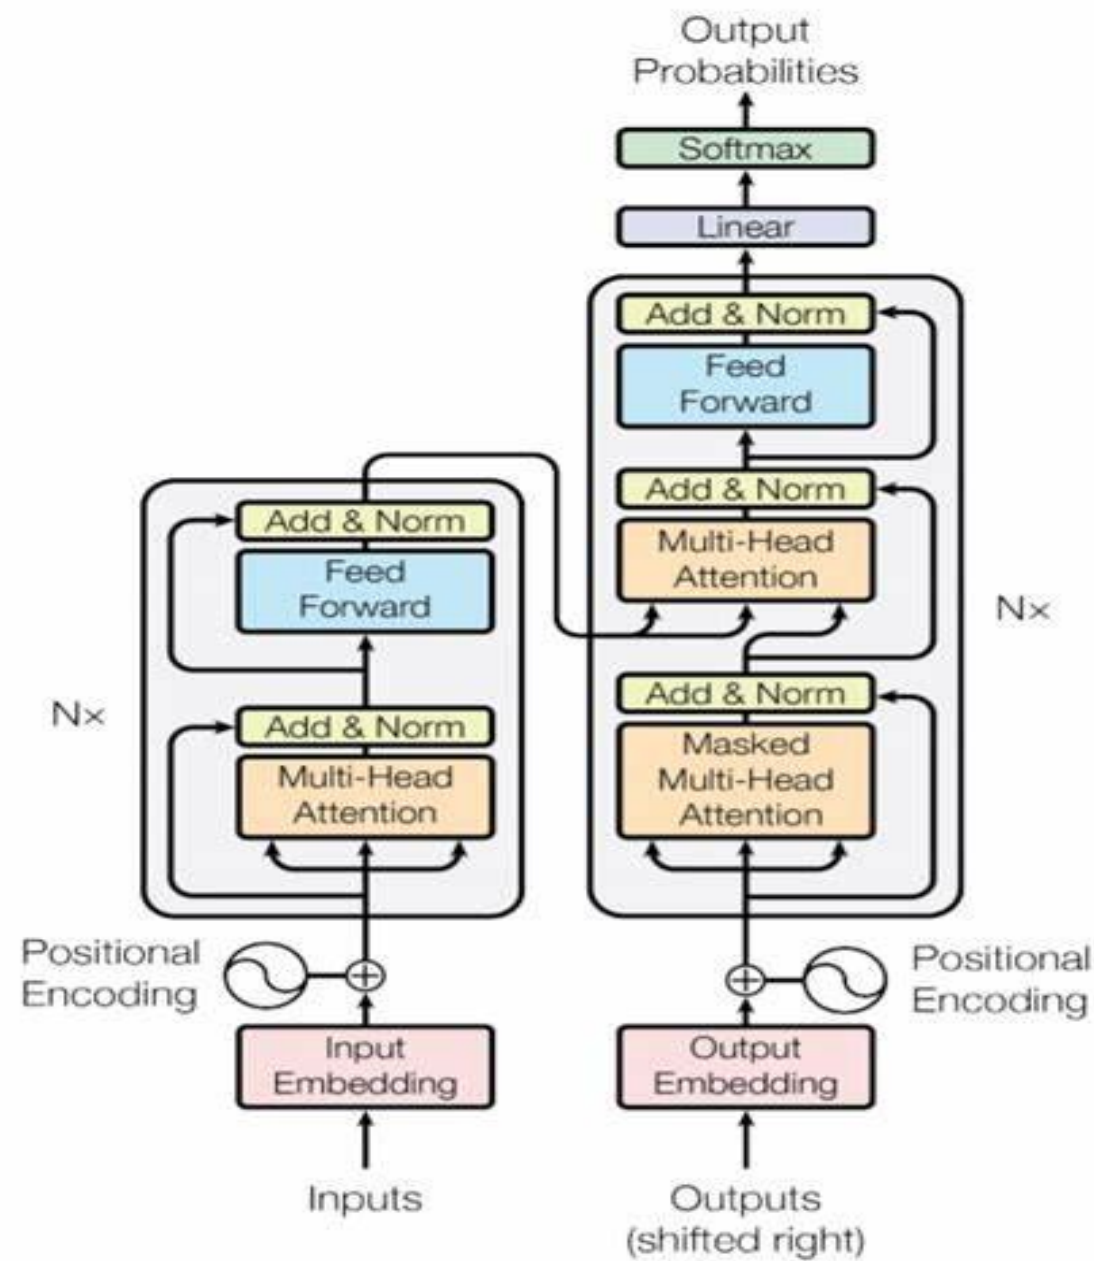 Output
Probabilities
Softmax
Linear
Add & Norm
Feed
Forward
Add & Norm
Multi-Head
Attention
Nx
Add & Norm
Masked
Multi-Head
Attention
Add & Norm
Feed
Forward
Nx
Add & Norm
Multi-Head
Attention
Positional
Encoding
Positional
Encoding
Input
Embedding
Output
Embedding
Inputs
Outputs
(shifted right)